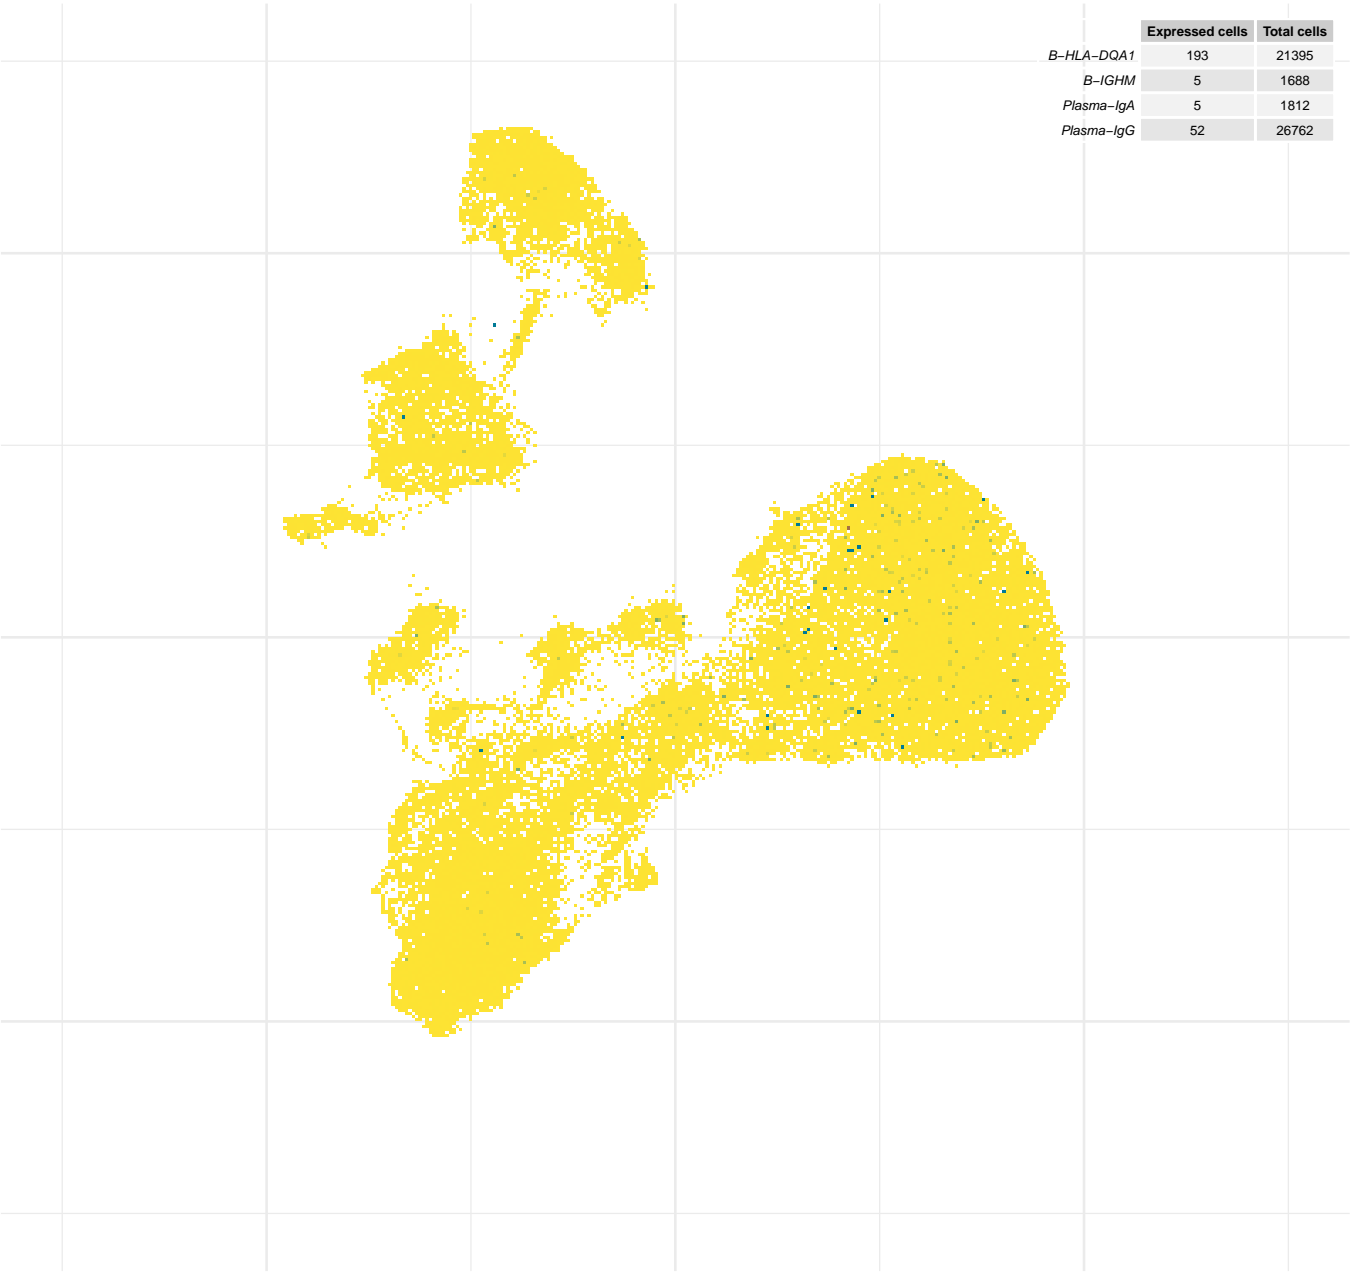 Expressed cells Total cells
B−HLA−DQA1 193 21395
B−IGHM 5 1688
Plasma−IgA 5 1812
Plasma−IgG 52 26762